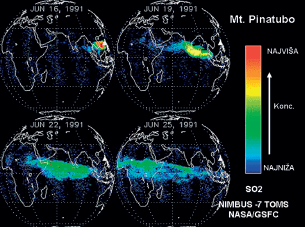 JUN 16, 1991
JUN 19, 1991
Mt. Pinatubo
NAJVIŠA
Konc.
NAJNIŽA
JUN 22, 1991
JUN 25, 1991
SO2
NIMBUS -7 TOMS
NASA/GSFC